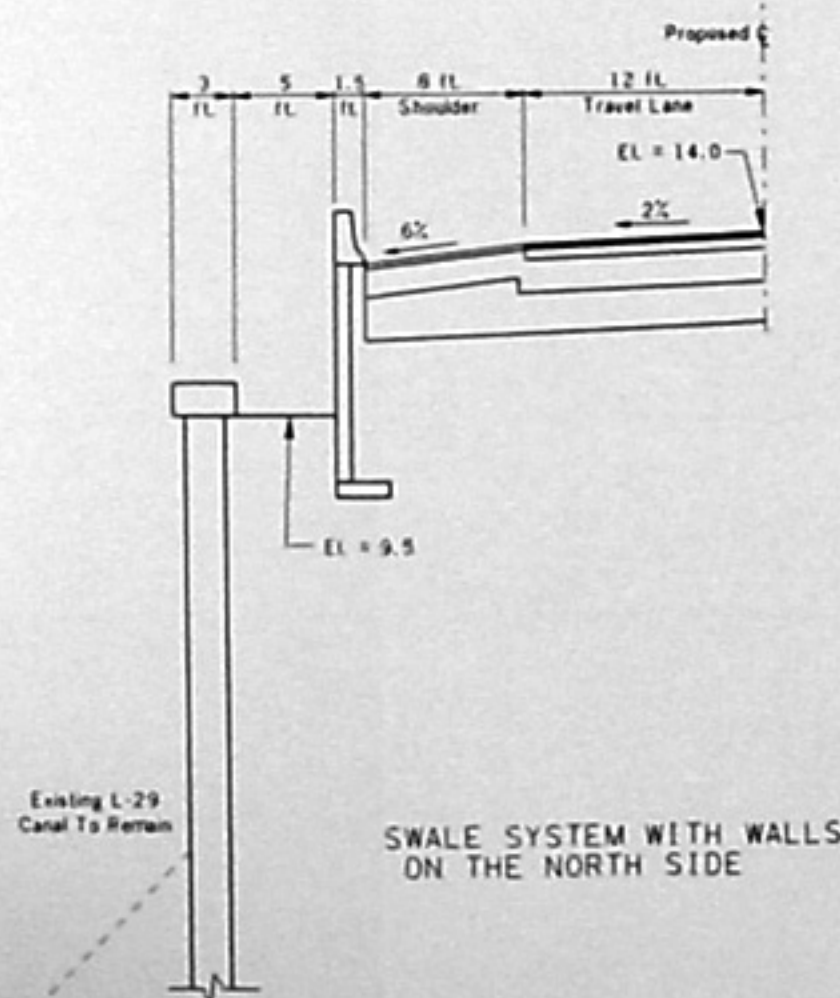 Proposed ℄
3 ft.
5 ft.
1.5 ft
8 ft.
Shoulder
12 ft.
Travel Lane
EL = 14.0
6%
2%
EL = 9.5
Existing L-29
Canal To Remain
SWALE SYSTEM WITH WALLS
ON THE NORTH SIDE